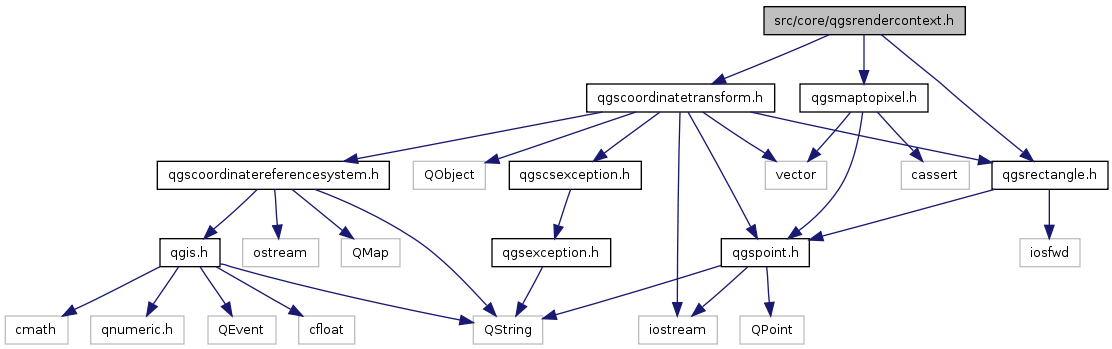 src/core/qgsrendercontext.h
qgscoordinatetransform.h
qgsmaptopixel.h
qgscoordinatereferencesystem.h
QObject
qgscsexception.h
vector
cassert
qgsrectangle.h
qgis.h
ostream
QMap
qgsexception.h
qgspoint.h
iosfwd
cmath
qnumeric.h
QEvent
cfloat
QString
iostream
QPoint